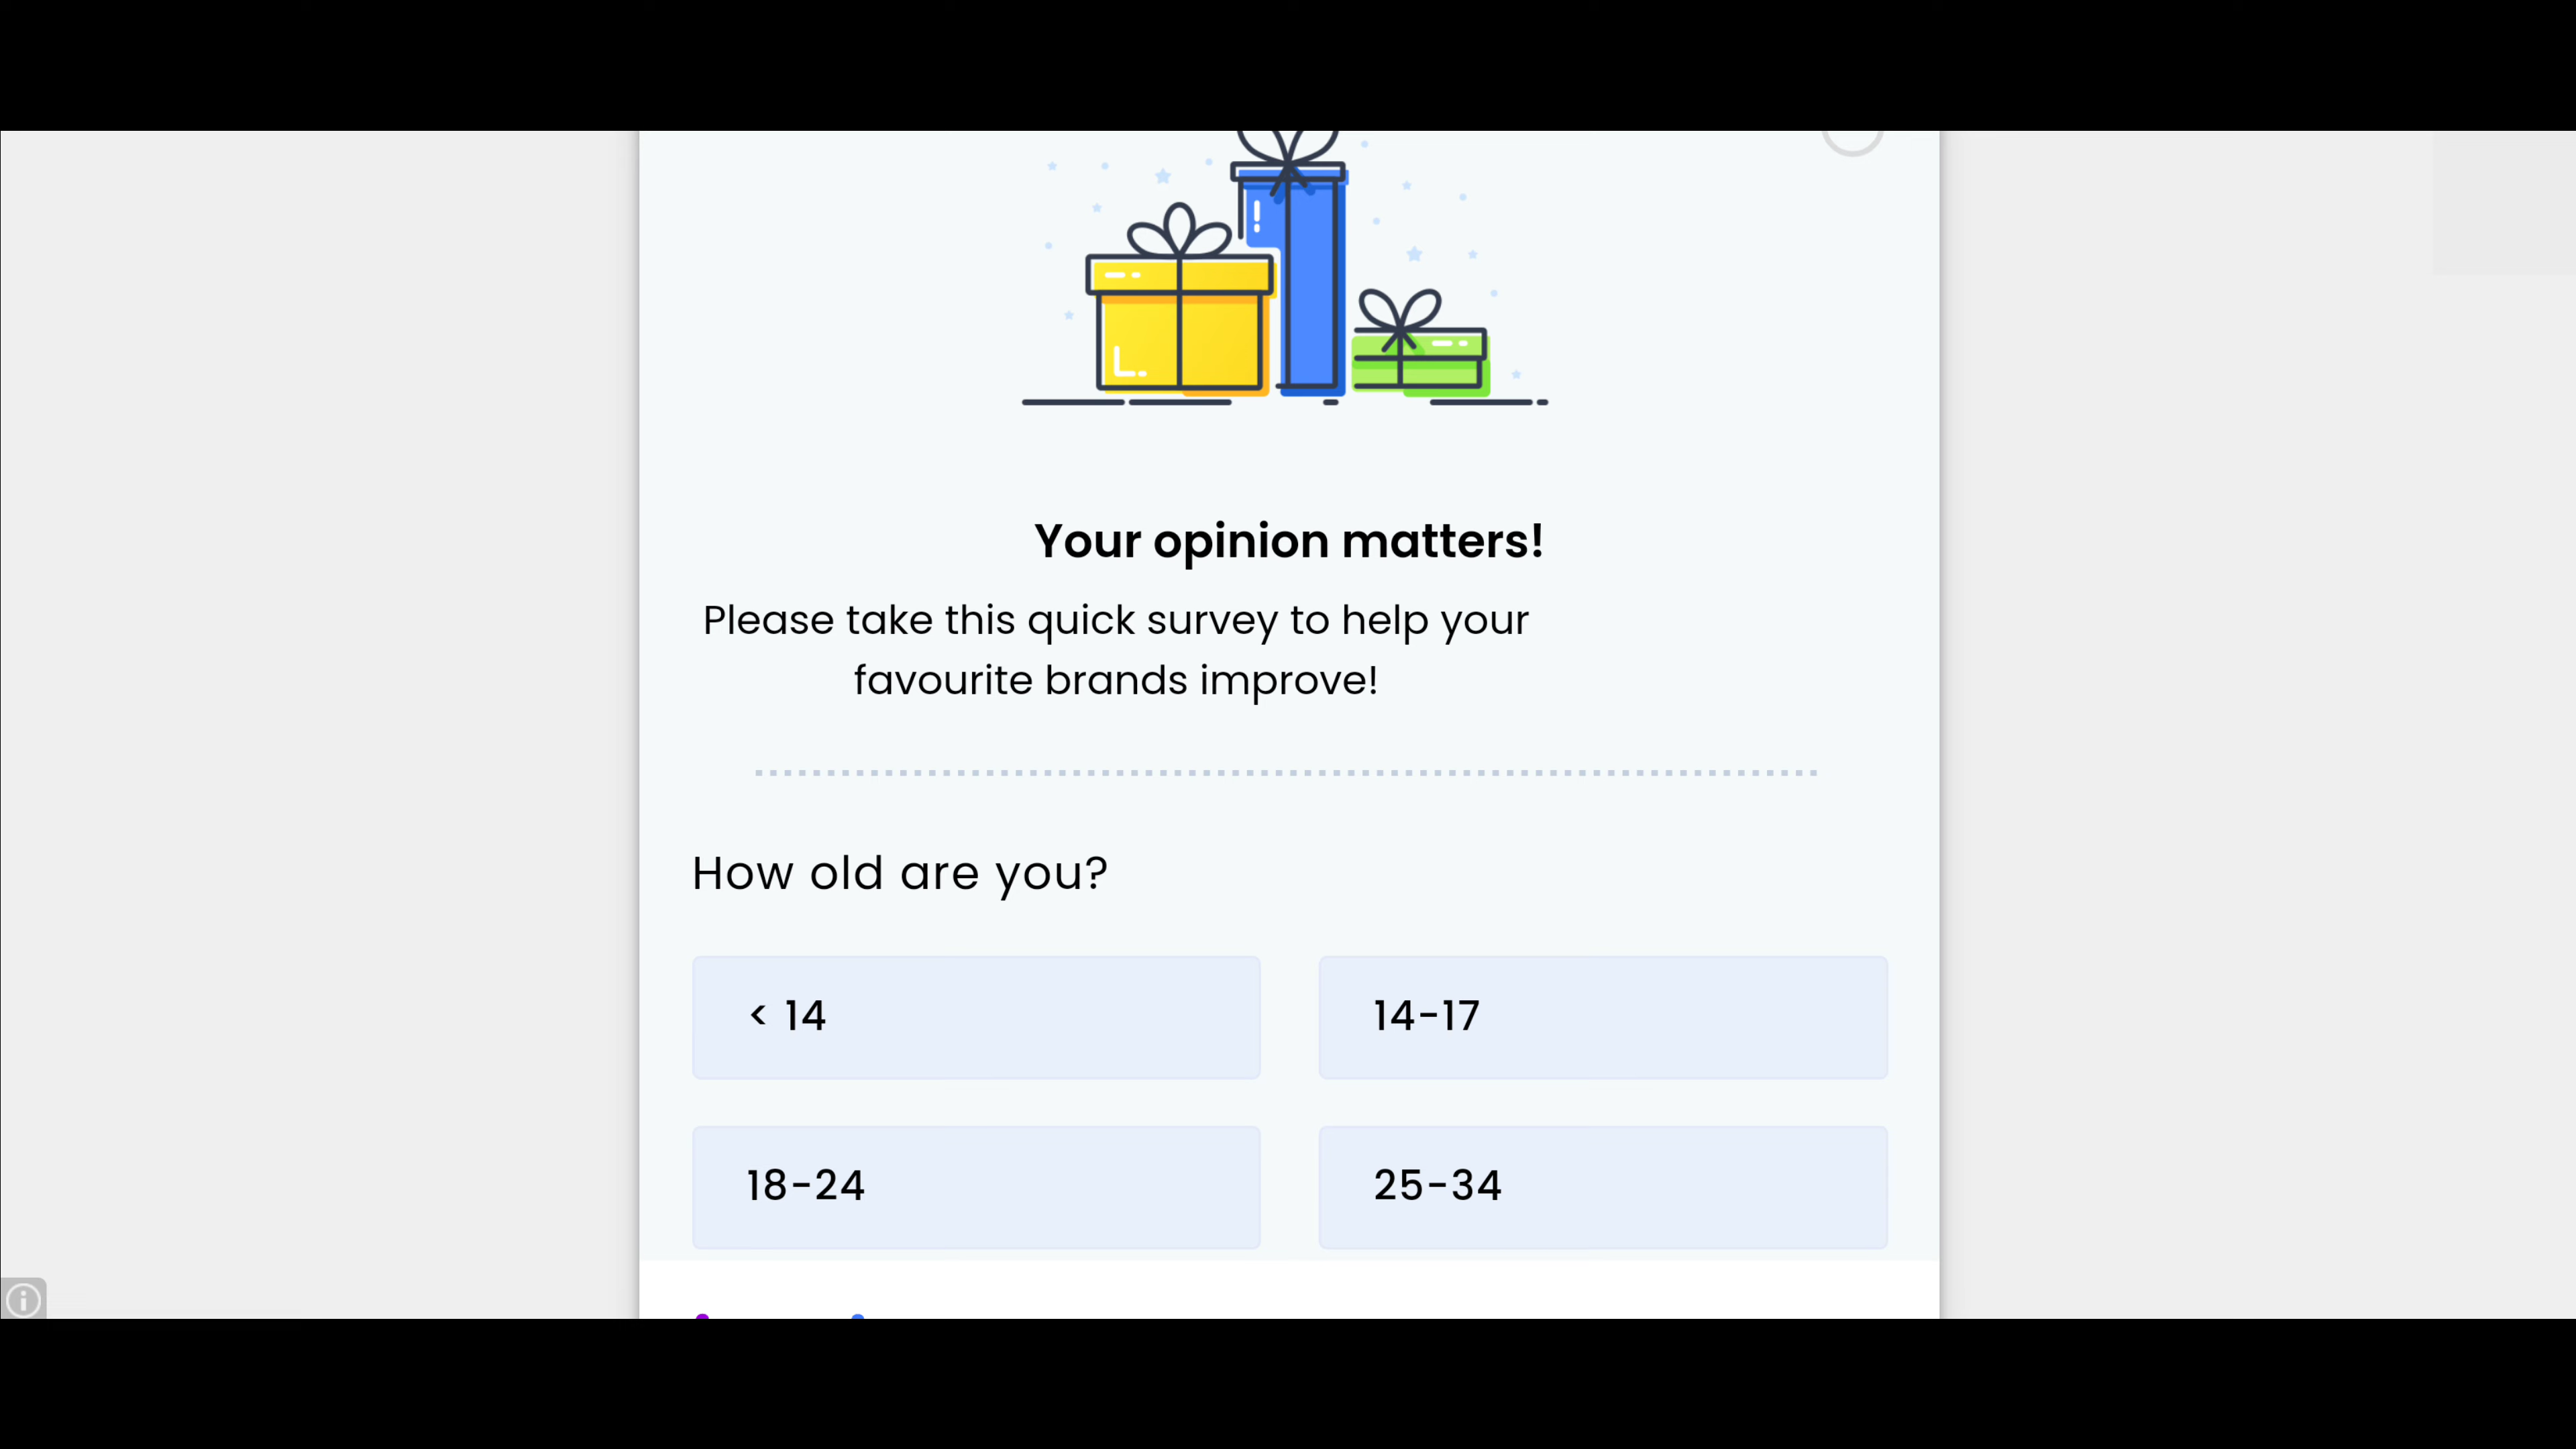 Your opinion matters!
Please take this quick survey to help your
favourite brands improve!
How old are you?
< 14
14-17
18-24
25-34